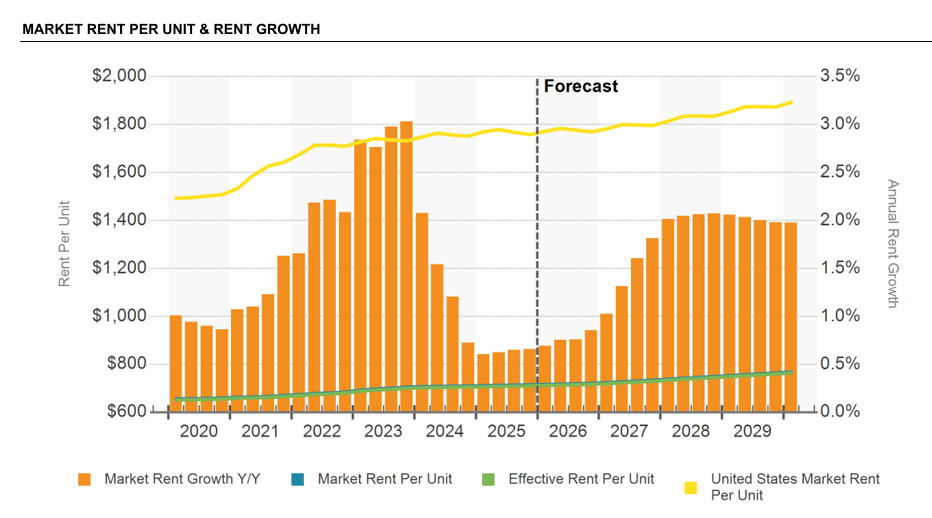 MARKET RENT PER UNIT & RENT GROWTH
$2,000
3.5%
Forecast
$1,800
3.0%
$1,600
2.5%
$1,400
2.0%
Rent Per Unit
Annual Rent Growth
$1,200
1.5%
$1,000
1.0%
$800
0.5%
$600
0.0%
2020 2021 2022 2023 2024 2025 2026 2027 2028 2029
Market Rent Growth Y/Y
Market Rent Per Unit
Effective Rent Per Unit
United States Market Rent
Per Unit